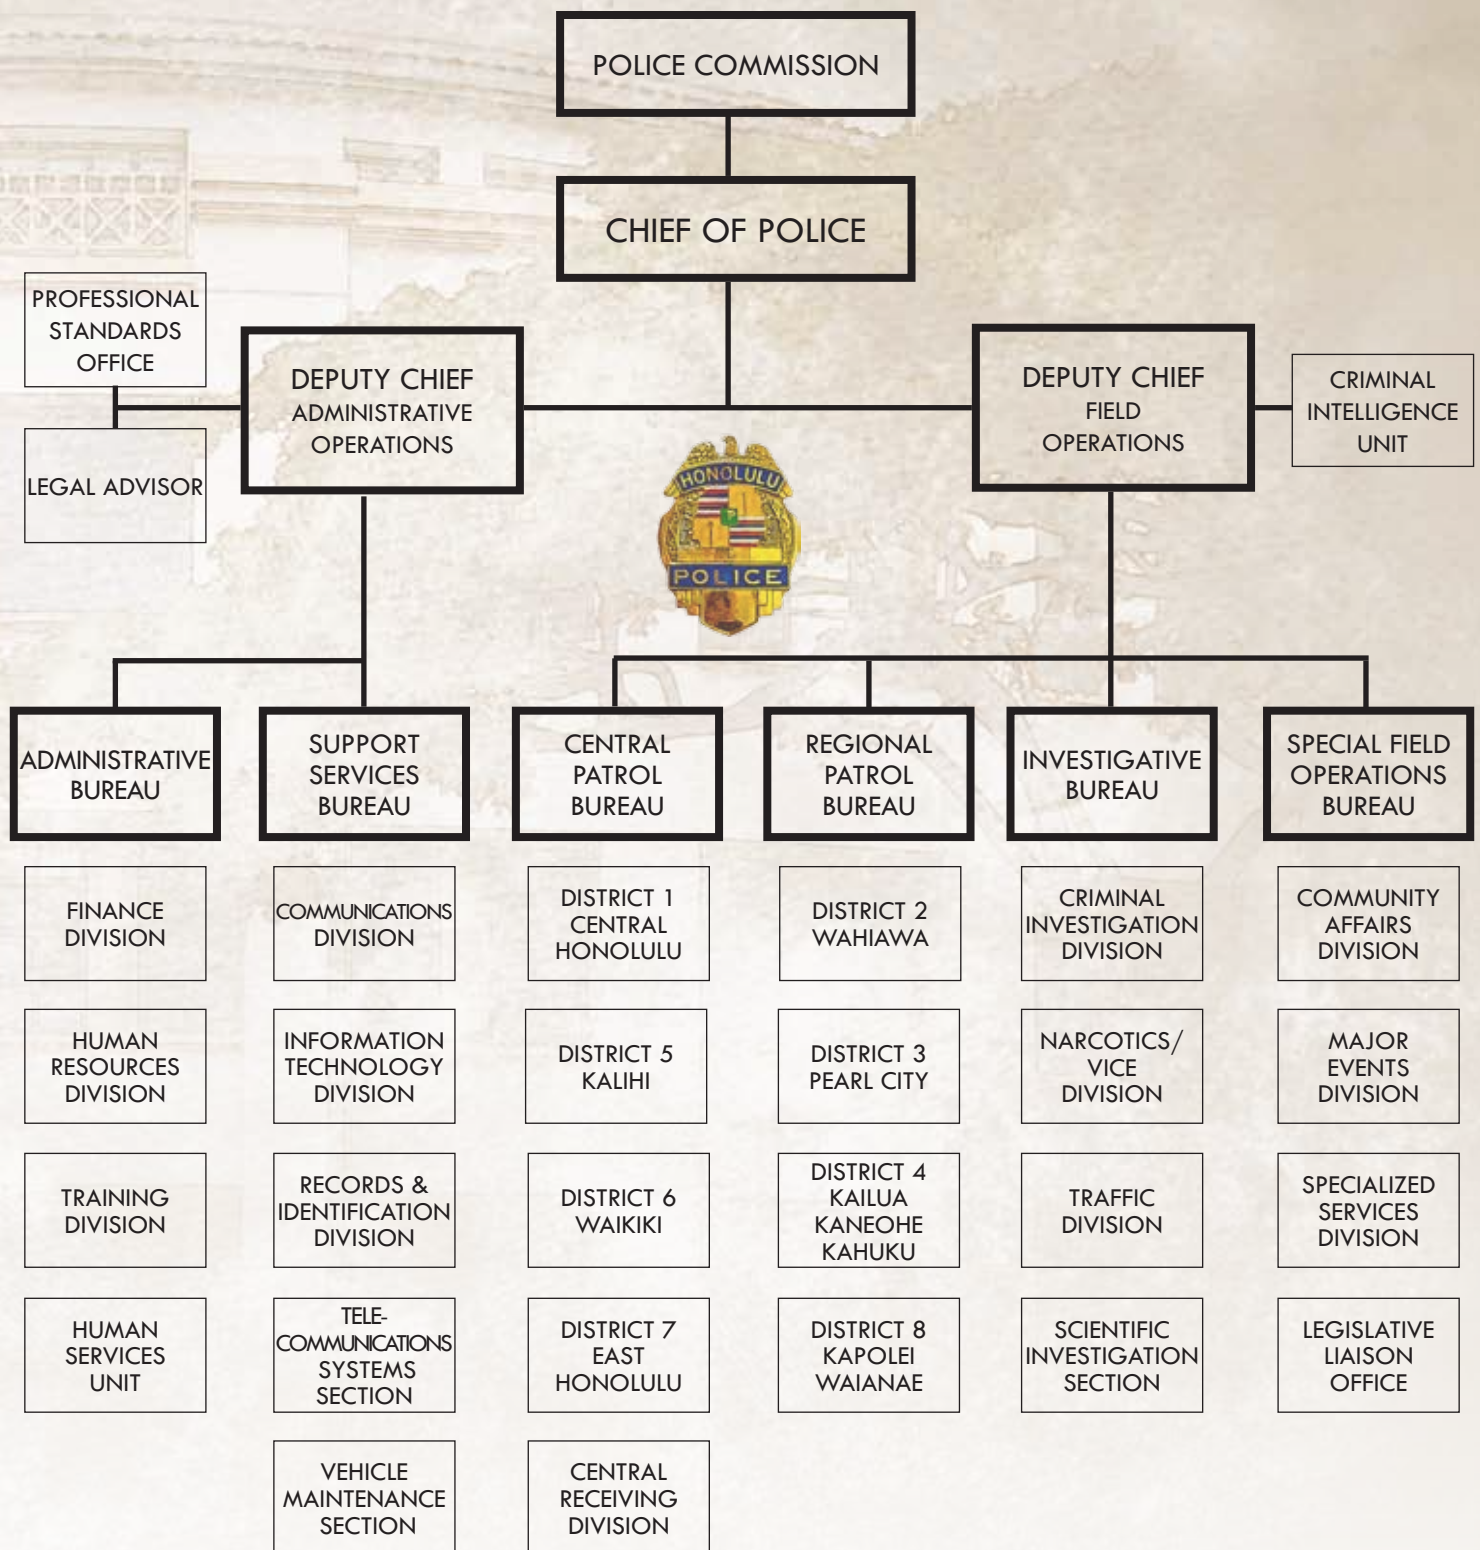 POLICE COMMISSION
CHIEF OF POLICE
PROFESSIONAL
STANDARDS
OFFICE
LEGAL ADVISOR
DEPUTY CHIEF
ADMINISTRATIVE
OPERATIONS
DEPUTY CHIEF
FIELD
OPERATIONS
CRIMINAL
INTELLIGENCE
UNIT
HONOLULU
POLICE
ADMINISTRATIVE
BUREAU
SUPPORT
SERVICES
BUREAU
CENTRAL
PATROL
BUREAU
REGIONAL
PATROL
BUREAU
INVESTIGATIVE
BUREAU
SPECIAL FIELD
OPERATIONS
BUREAU
FINANCE
DIVISION
COMMUNICATIONS
DIVISION
DISTRICT 1
CENTRAL
HONOLULU
DISTRICT 2
WAHIAWA
CRIMINAL
INVESTIGATION
DIVISION
COMMUNITY
AFFAIRS
DIVISION
HUMAN
RESOURCES
DIVISION
INFORMATION
TECHNOLOGY
DIVISION
DISTRICT 5
KALIHI
DISTRICT 3
PEARL CITY
NARCOTICS/
VICE
DIVISION
MAJOR
EVENTS
DIVISION
TRAINING
DIVISION
RECORDS &
IDENTIFICATION
DIVISION
DISTRICT 6
WAIKIKI
DISTRICT 4
KAILUA
KANEOHE
KAHUKU
TRAFFIC
DIVISION
SPECIALIZED
SERVICES
DIVISION
HUMAN
SERVICES
UNIT
TELE-
COMMUNICATIONS
SYSTEMS
SECTION
DISTRICT 7
EAST
HONOLULU
DISTRICT 8
KAPOLEI
WAIANAE
SCIENTIFIC
INVESTIGATION
SECTION
LEGISLATIVE
LIAISON
OFFICE
VEHICLE
MAINTENANCE
SECTION
CENTRAL
RECEIVING
DIVISION